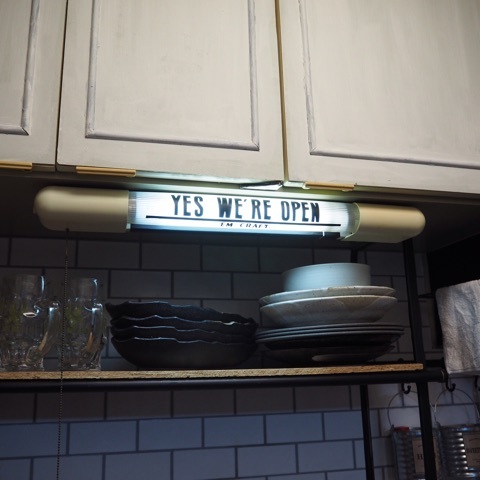 YES WE'RE OPEN
I'M CRAFT